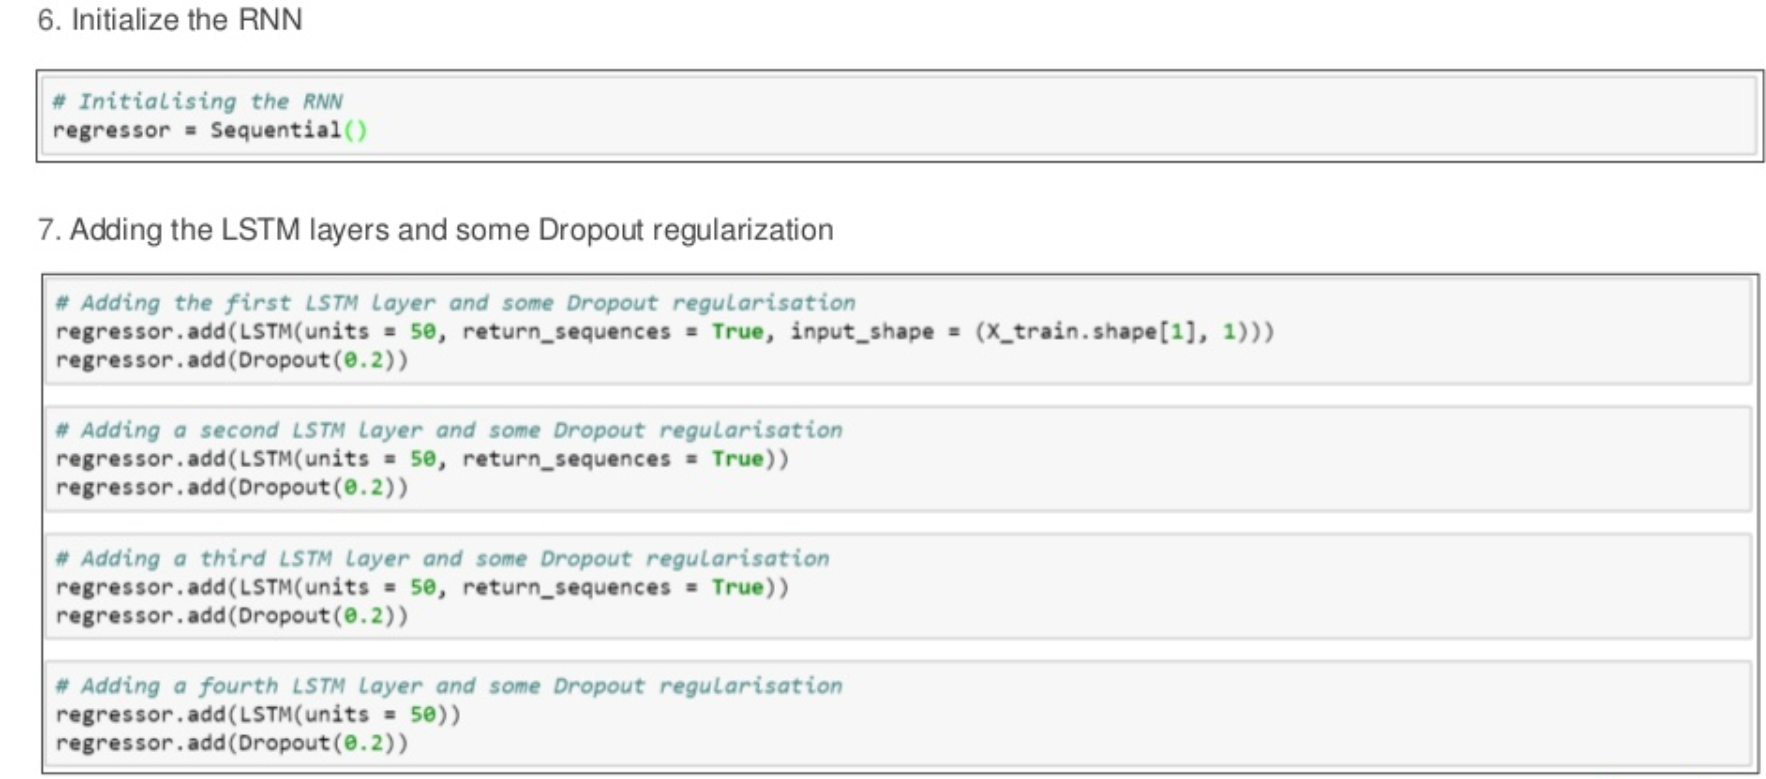 6. Initialize the RNN
# Initialising the RNN
regressor = Sequential()
7. Adding the LSTM layers and some Dropout regularization
# Adding the first LSTM layer and some Dropout regularisation
regressor.add(LSTM(units = 50, return_sequences = True, input_shape = (X_train.shape[1], 1)))
regressor.add(Dropout(0.2))
# Adding a second LSTM layer and some Dropout regularisation
regressor.add(LSTM(units = 50, return_sequences = True))
regressor.add(Dropout(0.2))
# Adding a third LSTM layer and some Dropout regularisation
regressor.add(LSTM(units = 50, return_sequences = True))
regressor.add(Dropout(0.2))
# Adding a fourth LSTM layer and some Dropout regularisation
regressor.add(LSTM(units = 50))
regressor.add(Dropout(0.2))